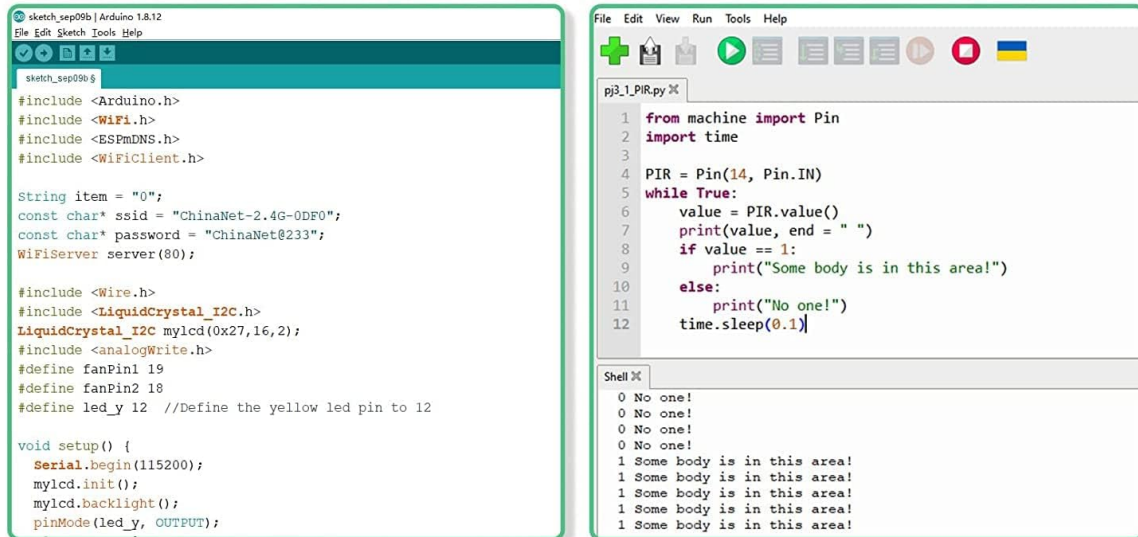 sketch_sep09b | Arduino 1.8.12
File Edit Sketch Tools Help
sketch_sep09b §
#include <Arduino.h>
#include <WiFi.h>
#include <ESPmDNS.h>
#include <WiFiClient.h>
String item = "0";
const char* ssid = "ChinaNet-2.4G-0DF0";
const char* password = "ChinaNet@233";
WiFiServer server(80);
#include <Wire.h>
#include <LiquidCrystal_I2C.h>
LiquidCrystal_I2C mylcd(0x27,16,2);
#include <analogWrite.h>
#define fanPin1 19
#define fanPin2 18
#define led_y 12  //Define the yellow led pin to 12
void setup() {
  Serial.begin(115200);
  mylcd.init();
  mylcd.backlight();
  pinMode(led_y, OUTPUT);
File Edit View Run Tools Help
pj3_1_PIR.py
1 from machine import Pin
2 import time
3
4 PIR = Pin(14, Pin.IN)
5 while True:
6     value = PIR.value()
7     print(value, end = " ")
8     if value == 1:
9         print("Some body is in this area!")
10     else:
11         print("No one!")
12     time.sleep(0.1)
Shell
0 No one!
0 No one!
0 No one!
0 No one!
1 Some body is in this area!
1 Some body is in this area!
1 Some body is in this area!
1 Some body is in this area!
1 Some body is in this area!